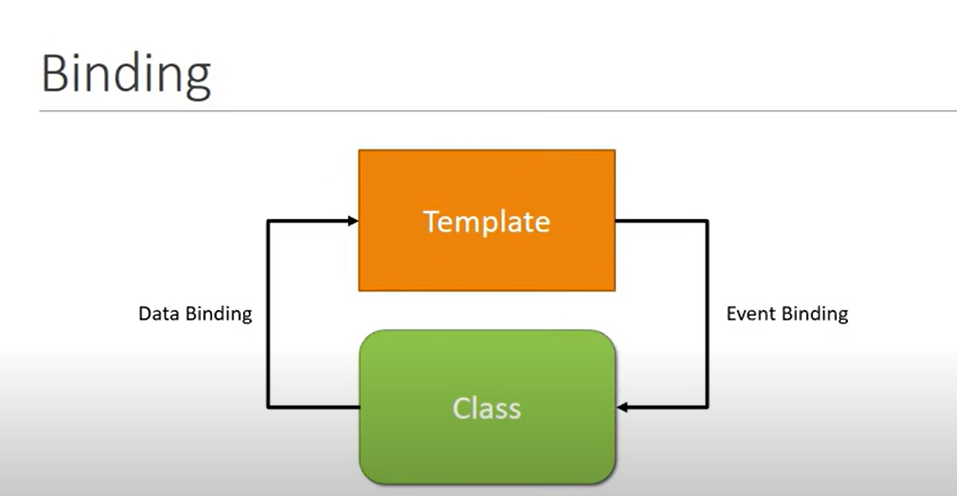 Binding
Template
Data Binding
Event Binding
Class